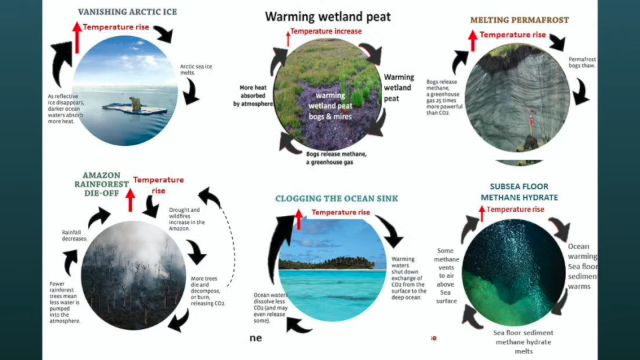 VANISHING ARCTIC ICE
Temperature rise
Arctic sea ice
melts.
As reflective
ice disappears,
darker ocean
waters absorb
more heat.
Warming wetland peat
Temperature increase
Warming
wetland
peat
warming
wetland peat
bogs & mires
Bogs release methane,
a greenhouse gas
More heat
absorbed
by atmosphere
MELTING PERMAFROST
Temperature rise
Permafrost
bogs thaw.
Bogs release
methane,
a greenhouse
gas 25 times
more powerful
than CO2.
AMAZON
RAINFOREST
DIE-OFF
Temperature
rise
Drought and
wildfires
increase in the
Amazon.
More trees
die and
decompose,
or burn,
releasing CO2.
Fewer
rainforest
trees mean
less water is
pumped
into the
atmosphere.
Rainfall
decreases.
CLOGGING THE OCEAN SINK
Temperature rise
Warming
waters
shut down
exchange of
CO2 from the
surface to the
deep ocean.
Ocean waters
dissolve less
CO2 (and may
even release
some).
ne
SUBSEA FLOOR
METHANE HYDRATE
Temperature rise
Ocean
warming
Sea floor
sediment
warms
Sea floor sediment
methane hydrate
melts
Some
methane
vents
to air
above
Sea
surface